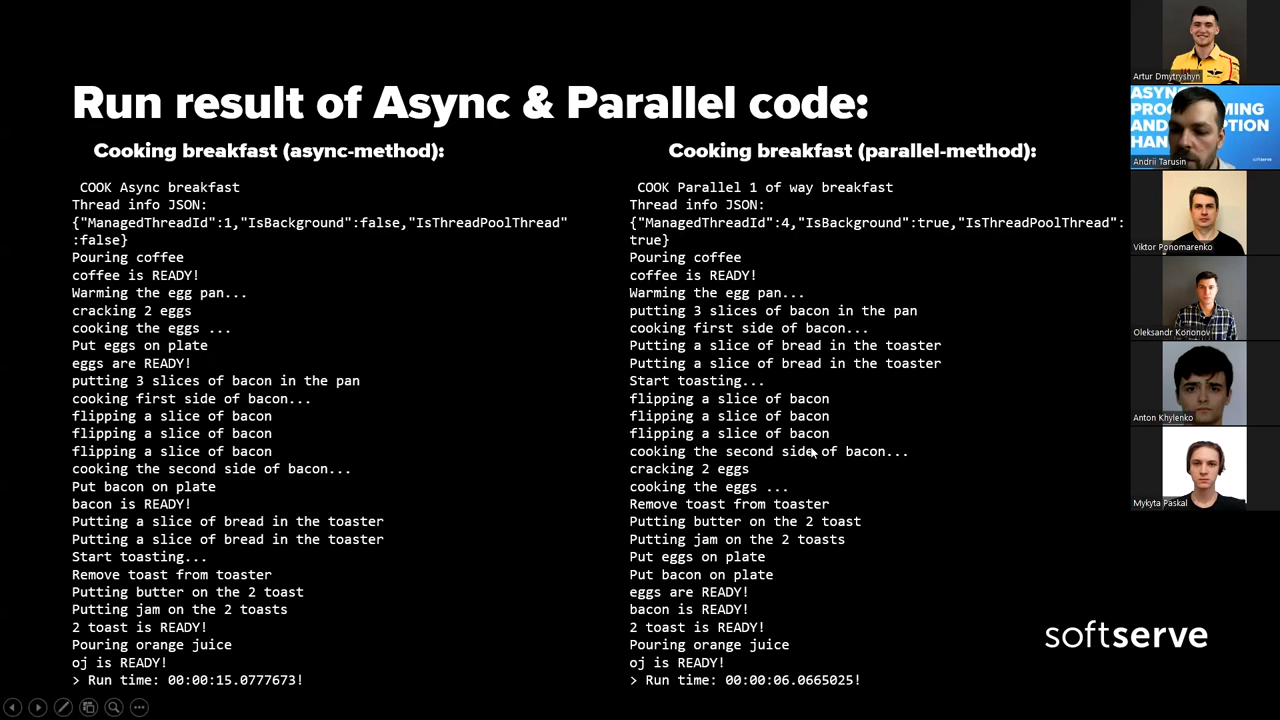 Run result of Async & Parallel code:
Cooking breakfast (async-method):
COOK Async breakfast
Thread info JSON:
{"ManagedThreadId":1,"IsBackground":false,"IsThreadPoolThread"
:false}
Pouring coffee
coffee is READY!
Warming the egg pan...
cracking 2 eggs
cooking the eggs ...
Put eggs on plate
eggs are READY!
putting 3 slices of bacon in the pan
cooking first side of bacon...
flipping a slice of bacon
flipping a slice of bacon
flipping a slice of bacon
cooking the second side of bacon...
Put bacon on plate
bacon is READY!
Putting a slice of bread in the toaster
Putting a slice of bread in the toaster
Start toasting...
Remove toast from toaster
Putting butter on the 2 toast
Putting jam on the 2 toasts
2 toast is READY!
Pouring orange juice
oj is READY!
> Run time: 00:00:15.0777673!
Cooking breakfast (parallel-method):
COOK Parallel 1 of way breakfast
Thread info JSON:
{"ManagedThreadId":4,"IsBackground":true,"IsThreadPoolThread":
true}
Pouring coffee
coffee is READY!
Warming the egg pan...
putting 3 slices of bacon in the pan
cooking first side of bacon...
Putting a slice of bread in the toaster
Putting a slice of bread in the toaster
Start toasting...
flipping a slice of bacon
flipping a slice of bacon
flipping a slice of bacon
cooking the second side of bacon...
cracking 2 eggs
cooking the eggs ...
Remove toast from toaster
Putting butter on the 2 toast
Putting jam on the 2 toasts
Put eggs on plate
Put bacon on plate
eggs are READY!
bacon is READY!
2 toast is READY!
Pouring orange juice
oj is READY!
> Run time: 00:00:06.0665025!
softserve
Artur Dmytryshyn
Andrii Tarusin
Viktor Ponomarenko
Oleksandr Kononov
Anton Khylenko
Mykyta Paskal